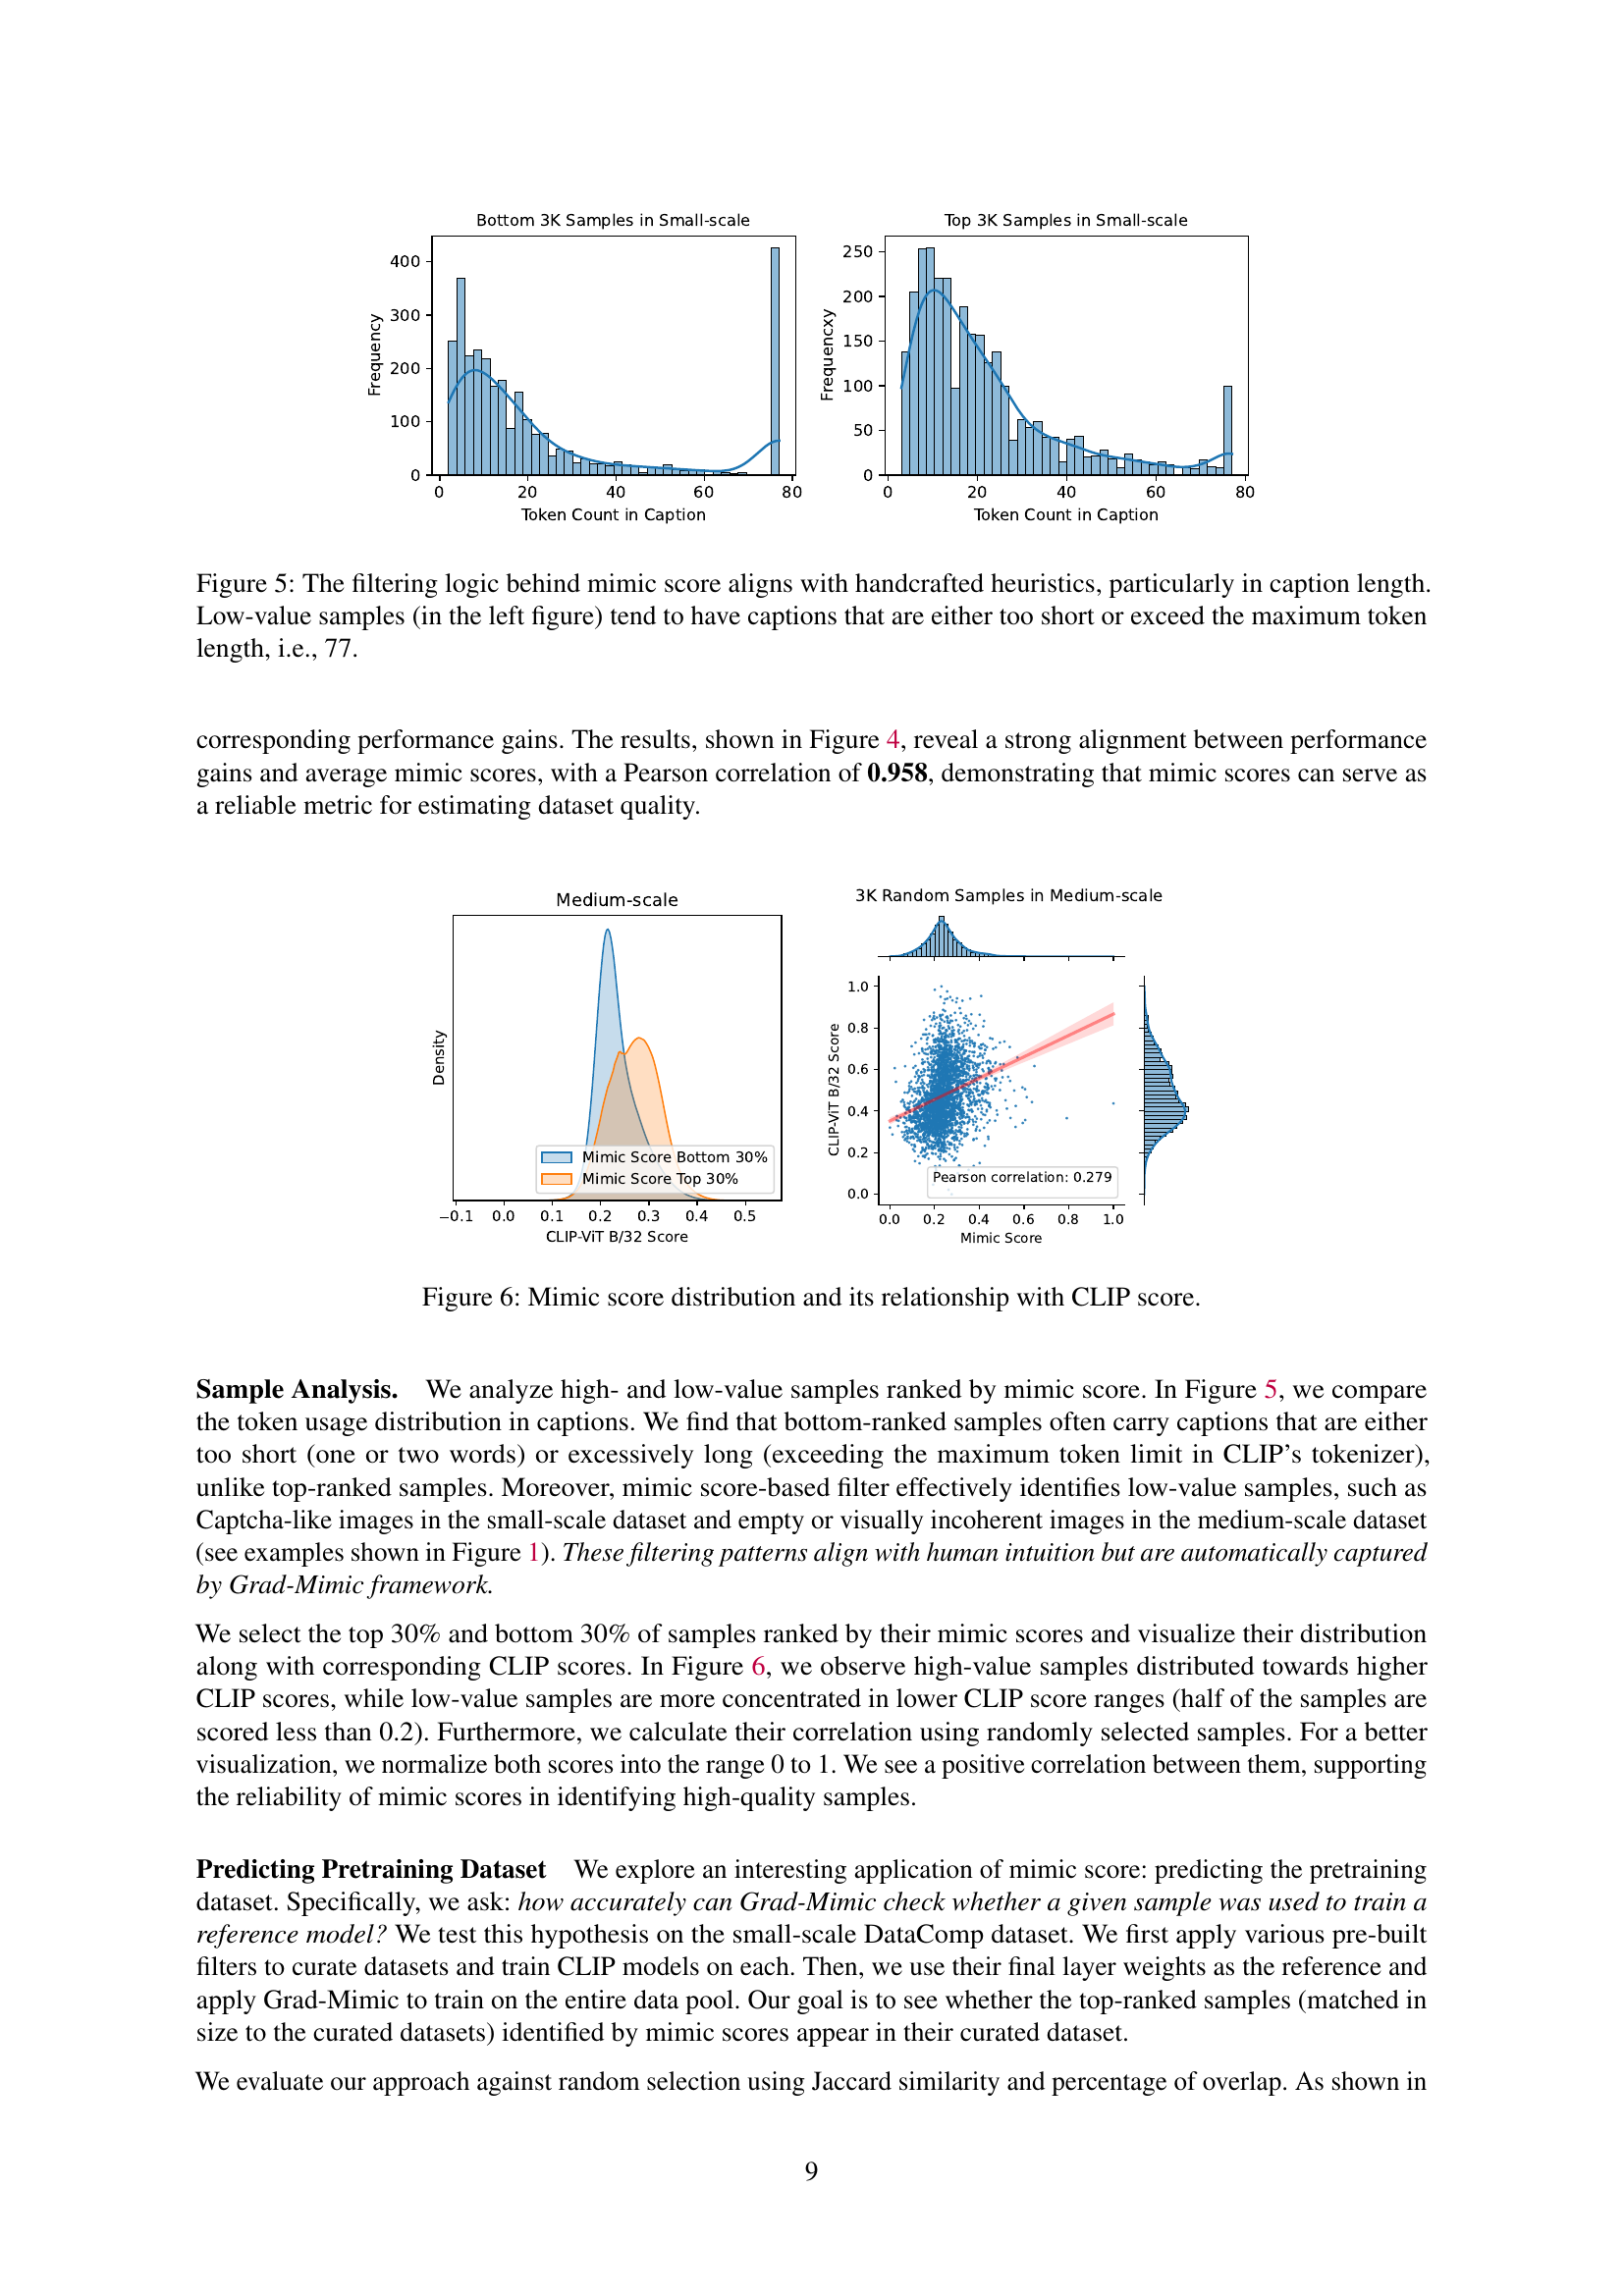 Bottom 3K Samples in Small-scale
Top 3K Samples in Small-scale
Frequency
400
300
200
100
0
0 20 40 60 80
Token Count in Caption
Frequencxy
250
200
150
100
50
0
0 20 40 60 80
Token Count in Caption
Figure 5: The filtering logic behind mimic score aligns with handcrafted heuristics, particularly in caption length.
Low-value samples (in the left figure) tend to have captions that are either too short or exceed the maximum token
length, i.e., 77.
corresponding performance gains. The results, shown in Figure 4, reveal a strong alignment between performance
gains and average mimic scores, with a Pearson correlation of 0.958, demonstrating that mimic scores can serve as
a reliable metric for estimating dataset quality.
Medium-scale
Density
Mimic Score Bottom 30%
Mimic Score Top 30%
−0.1 0.0 0.1 0.2 0.3 0.4 0.5
CLIP-ViT B/32 Score
3K Random Samples in Medium-scale
CLIP-ViT B/32 Score
1.0
0.8
0.6
0.4
0.2
0.0
Pearson correlation: 0.279
0.0 0.2 0.4 0.6 0.8 1.0
Mimic Score
Figure 6: Mimic score distribution and its relationship with CLIP score.
Sample Analysis. We analyze high- and low-value samples ranked by mimic score. In Figure 5, we compare
the token usage distribution in captions. We find that bottom-ranked samples often carry captions that are either
too short (one or two words) or excessively long (exceeding the maximum token limit in CLIP's tokenizer),
unlike top-ranked samples. Moreover, mimic score-based filter effectively identifies low-value samples, such as
Captcha-like images in the small-scale dataset and empty or visually incoherent images in the medium-scale dataset
(see examples shown in Figure 1). These filtering patterns align with human intuition but are automatically captured
by Grad-Mimic framework.
We select the top 30% and bottom 30% of samples ranked by their mimic scores and visualize their distribution
along with corresponding CLIP scores. In Figure 6, we observe high-value samples distributed towards higher
CLIP scores, while low-value samples are more concentrated in lower CLIP score ranges (half of the samples are
scored less than 0.2). Furthermore, we calculate their correlation using randomly selected samples. For a better
visualization, we normalize both scores into the range 0 to 1. We see a positive correlation between them, supporting
the reliability of mimic scores in identifying high-quality samples.
Predicting Pretraining Dataset We explore an interesting application of mimic score: predicting the pretraining
dataset. Specifically, we ask: how accurately can Grad-Mimic check whether a given sample was used to train a
reference model? We test this hypothesis on the small-scale DataComp dataset. We first apply various pre-built
filters to curate datasets and train CLIP models on each. Then, we use their final layer weights as the reference and
apply Grad-Mimic to train on the entire data pool. Our goal is to see whether the top-ranked samples (matched in
size to the curated datasets) identified by mimic scores appear in their curated dataset.
We evaluate our approach against random selection using Jaccard similarity and percentage of overlap. As shown in
9